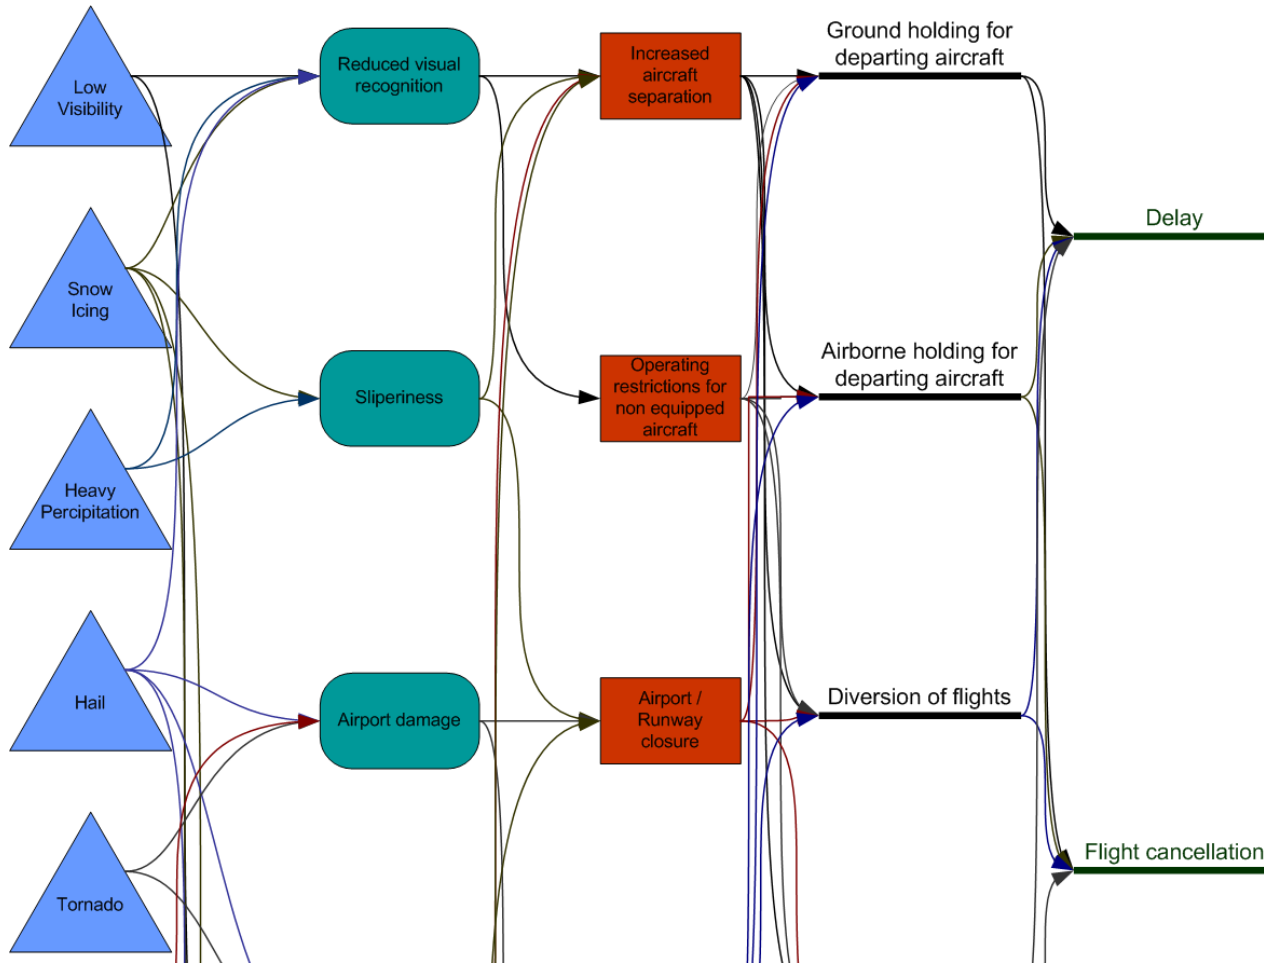 Low
Visibility
Snow
Icing
Heavy
Percipitation
Hail
Tornado
Reduced visual
recognition
Sliperiness
Airport damage
Increased
aircraft
separation
Operating
restrictions for
non equipped
aircraft
Airport /
Runway
closure
Ground holding for
departing aircraft
Airborne holding for
departing aircraft
Diversion of flights
Delay
Flight cancellation